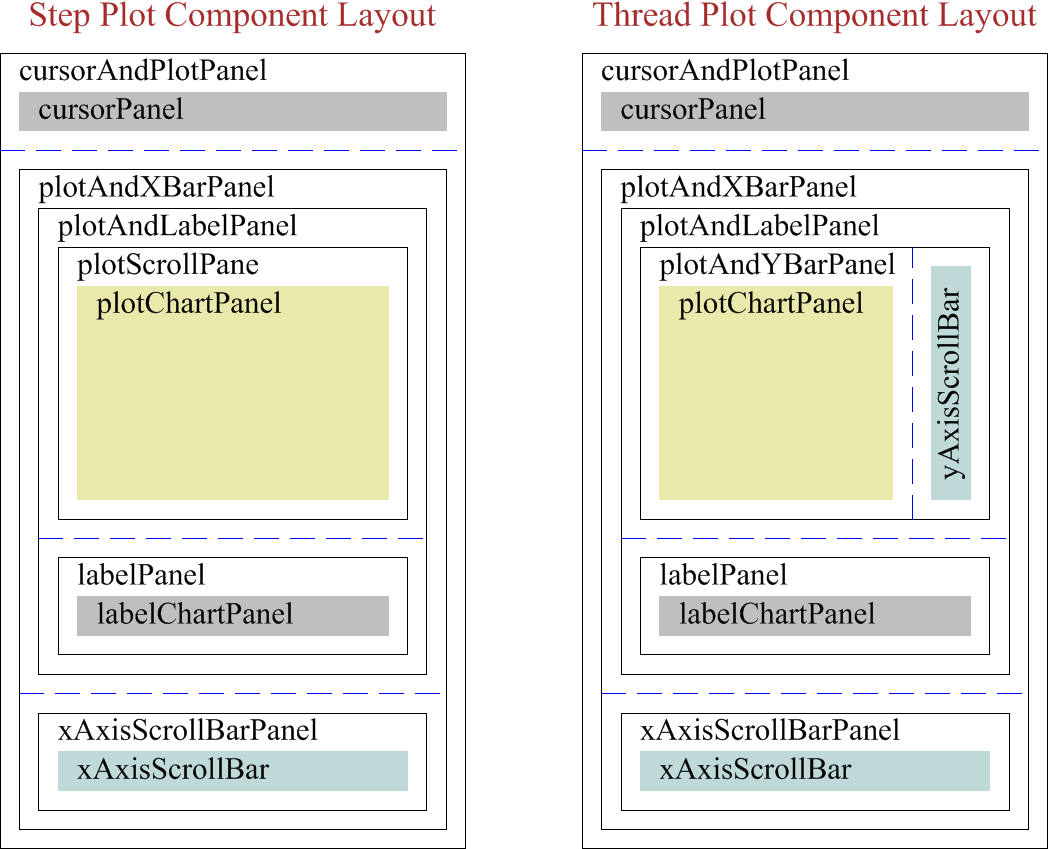 Step Plot Component Layout
cursorAndPlotPanel
cursorPanel
plotAndXBarPanel
plotAndLabelPanel
plotScrollPane
plotChartPanel
labelPanel
labelChartPanel
xAxisScrollBarPanel
xAxisScrollBar
Thread Plot Component Layout
cursorAndPlotPanel
cursorPanel
plotAndXBarPanel
plotAndLabelPanel
plotAndYBarPanel
plotChartPanel
yAxisScrollBar
labelPanel
labelChartPanel
xAxisScrollBarPanel
xAxisScrollBar